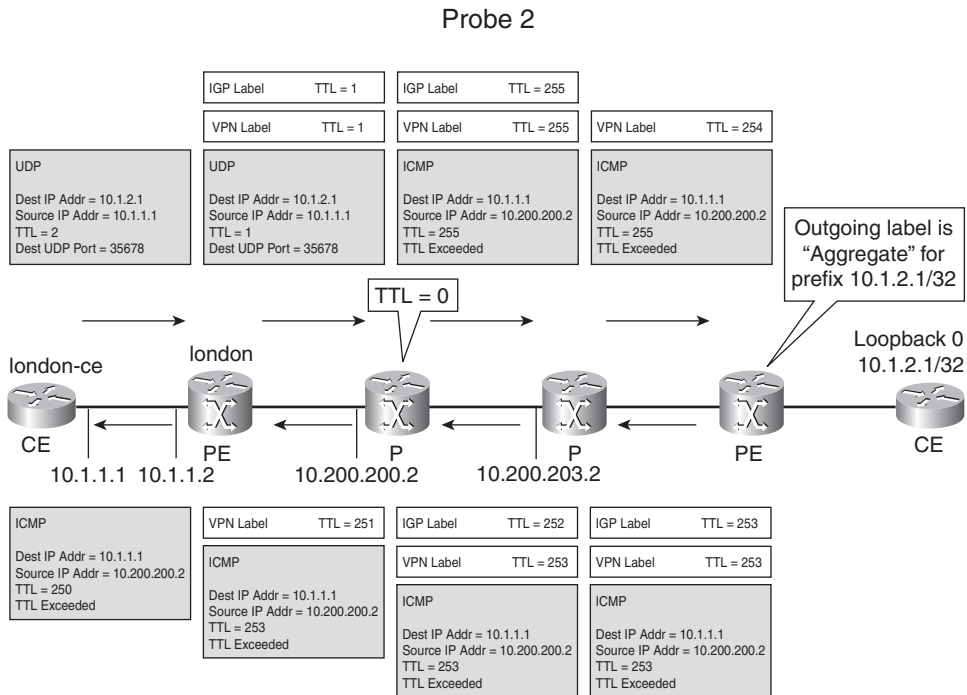 Probe 2
IGP Label TTL = 1
VPN Label TTL = 1
IGP Label TTL = 255
VPN Label TTL = 255
VPN Label TTL = 254
UDP
Dest IP Addr = 10.1.2.1
Source IP Addr = 10.1.1.1
TTL = 2
Dest UDP Port = 35678
UDP
Dest IP Addr = 10.1.2.1
Source IP Addr = 10.1.1.1
TTL = 1
Dest UDP Port = 35678
ICMP
Dest IP Addr = 10.1.1.1
Source IP Addr = 10.200.200.2
TTL = 255
TTL Exceeded
ICMP
Dest IP Addr = 10.1.1.1
Source IP Addr = 10.200.200.2
TTL = 255
TTL Exceeded
Outgoing label is
“Aggregate” for
prefix 10.1.2.1/32
TTL = 0
london-ce
london
Loopback 0
10.1.2.1/32
CE
PE
P
P
PE
CE
10.1.1.1
10.1.1.2
10.200.200.2
10.200.203.2
ICMP
Dest IP Addr = 10.1.1.1
Source IP Addr = 10.200.200.2
TTL = 250
TTL Exceeded
VPN Label TTL = 251
ICMP
Dest IP Addr = 10.1.1.1
Source IP Addr = 10.200.200.2
TTL = 253
TTL Exceeded
IGP Label TTL = 252
VPN Label TTL = 253
ICMP
Dest IP Addr = 10.1.1.1
Source IP Addr = 10.200.200.2
TTL = 253
TTL Exceeded
IGP Label TTL = 253
VPN Label TTL = 253
ICMP
Dest IP Addr = 10.1.1.1
Source IP Addr = 10.200.200.2
TTL = 253
TTL Exceeded